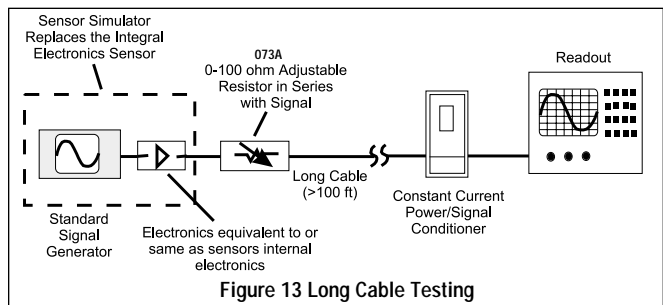 Sensor Simulator
Replaces the Integral
Electronics Sensor
073A
0-100 ohm Adjustable
Resistor in Series
with Signal
Readout
Long Cable
(>100 ft)
Constant Current
Power/Signal
Conditioner
Standard
Signal
Generator
Electronics equivalent to or
same as sensors internal
electronics
Figure 13 Long Cable Testing